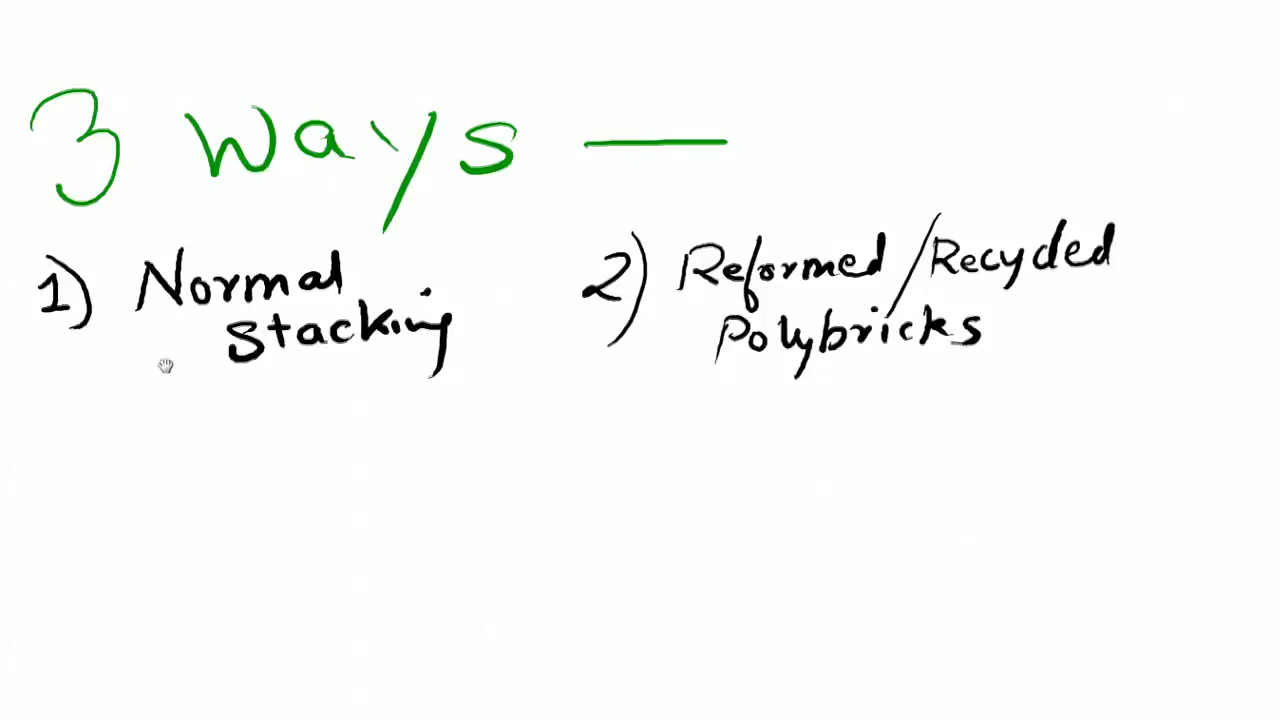 3 Ways —
1) Normal
stacking
2) Reformed/Recycled
Polybricks